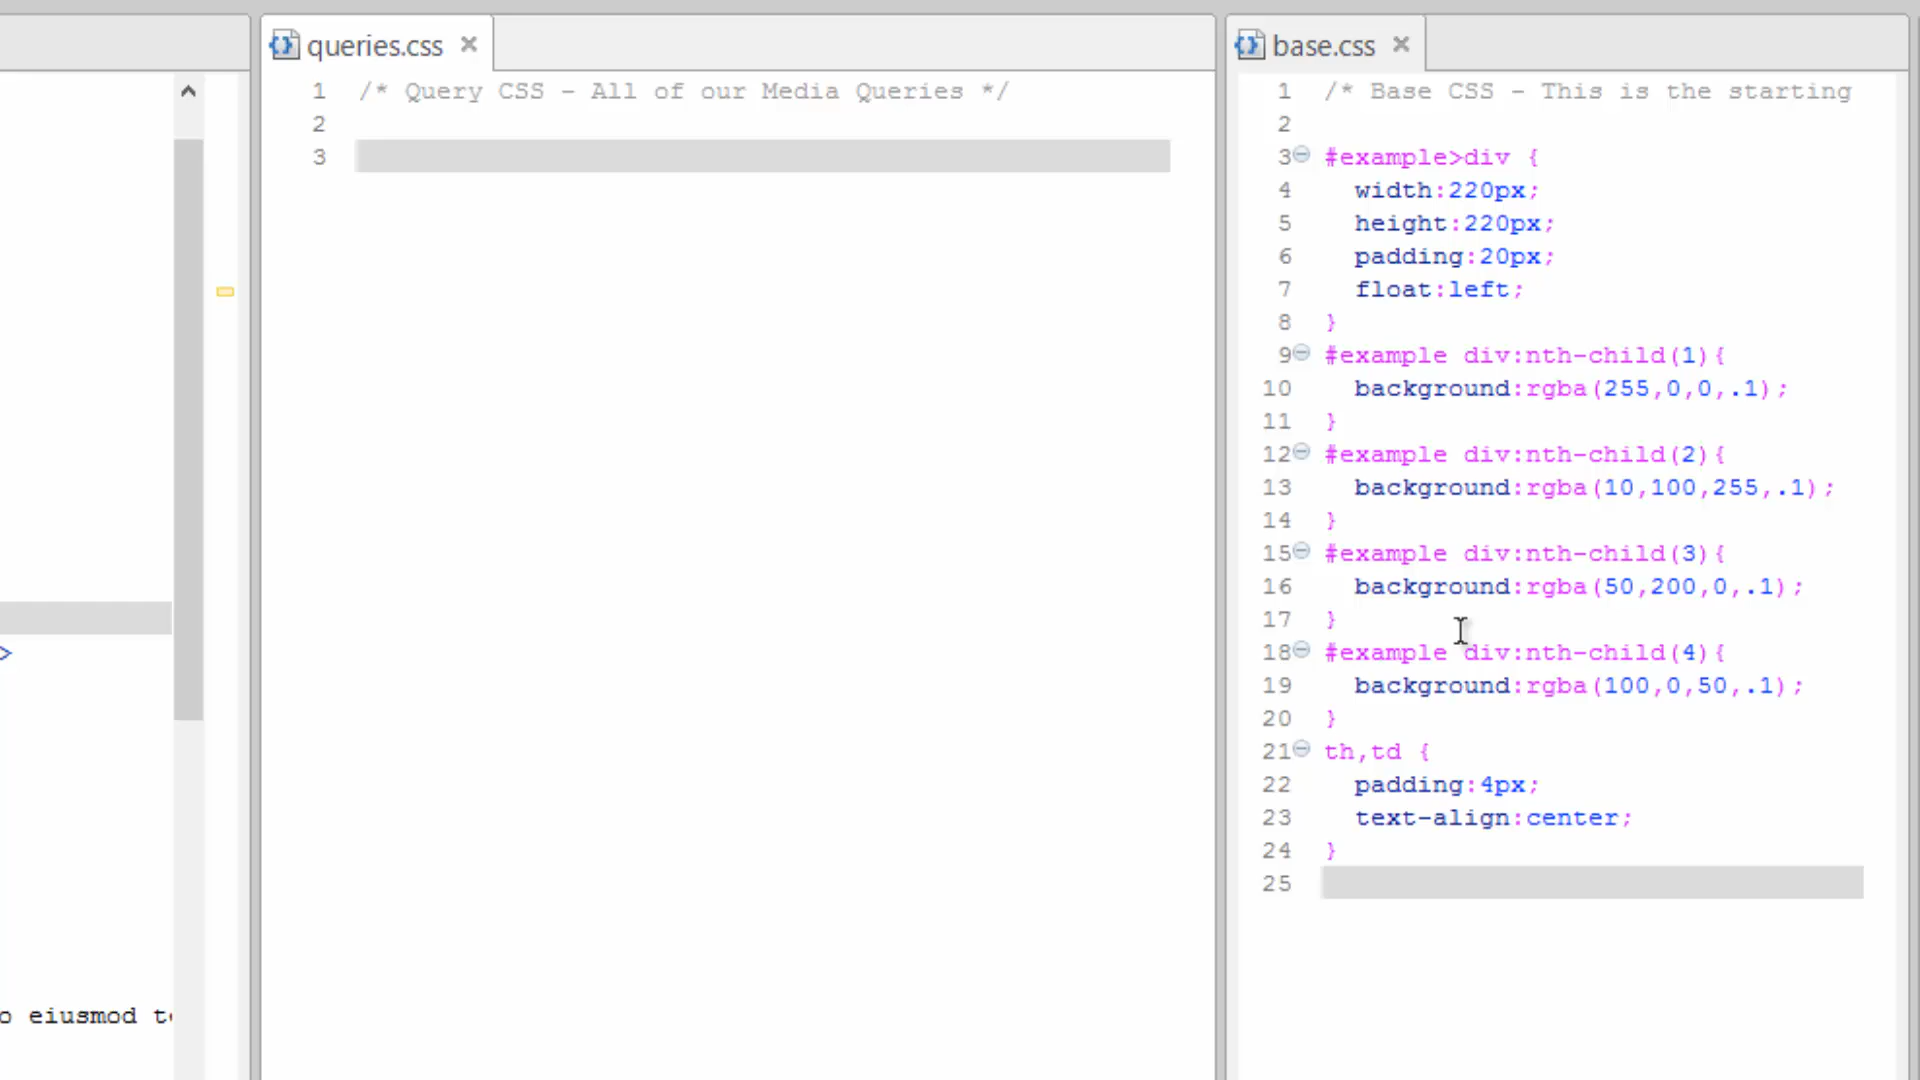 queries.css
1 /* Query CSS - All of our Media Queries */
2
3
base.css
1 /* Base CSS - This is the starting
2
3 #example>div {
4 width:220px;
5 height:220px;
6 padding:20px;
7 float:left;
8 }
9 #example div:nth-child(1){
10 background:rgba(255,0,0,.1);
11 }
12 #example div:nth-child(2){
13 background:rgba(10,100,255,.1);
14 }
15 #example div:nth-child(3){
16 background:rgba(50,200,0,.1);
17 }
18 #example div:nth-child(4){
19 background:rgba(100,0,50,.1);
20 }
21 th,td {
22 padding:4px;
23 text-align:center;
24 }
25
>
o eiusmod t